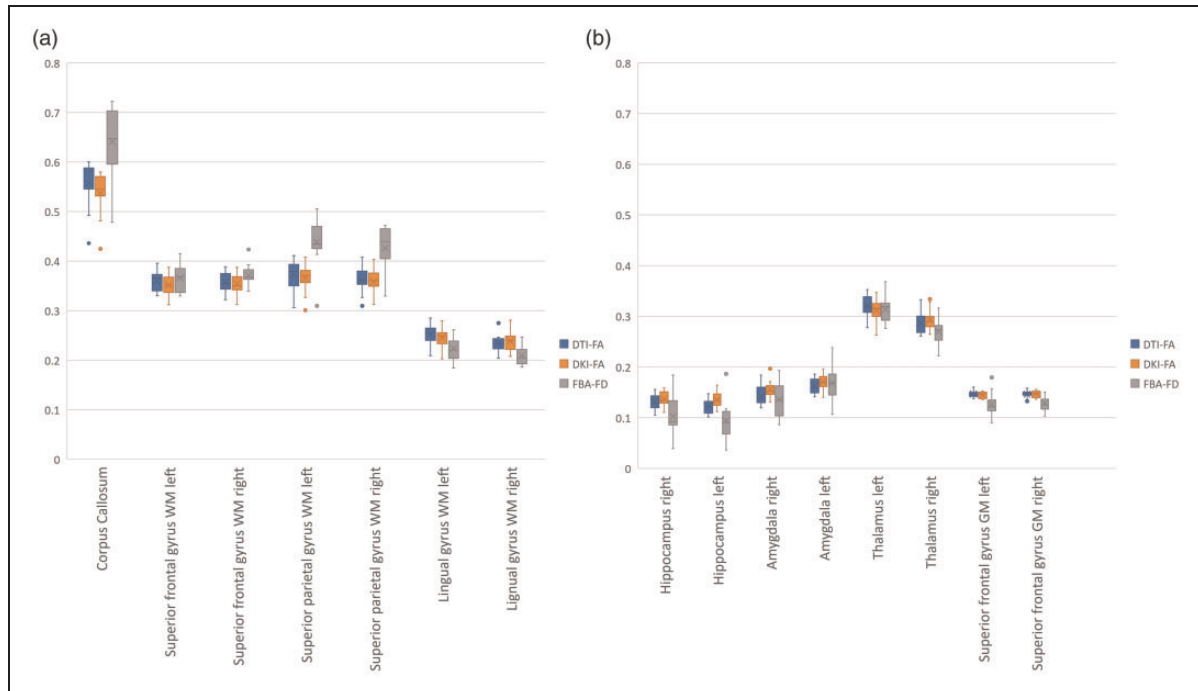 (a)
0.8
0.7
0.6
0.5
0.4
0.3
0.2
0.1
0
Corpus Callosum
Superior frontal gyrus WM left
Superior frontal gyrus WM right
Superior parietal gyrus WM left
Superior parietal gyrus WM right
Lingual gyrus WM left
Lignual gyrus WM right
DTI-FA
DKI-FA
FBA-FD
(b)
0.8
0.7
0.6
0.5
0.4
0.3
0.2
0.1
0
Hippocampus right
Hippocampus left
Amygdala right
Amygdala left
Thalamus left
Thalamus right
Superior frontal gyrus GM left
Superior frontal gyrus GM right
DTI-FA
DKI-FA
FBA-FD